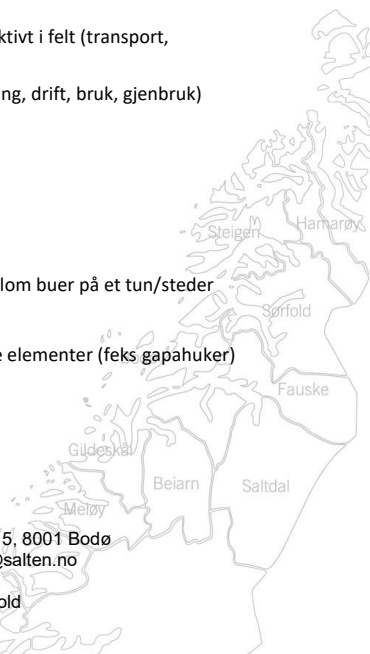 ktivt i felt (transport,
ng, drift, bruk, gjenbruk)
Steigen
Hamarøy
lom buer på et tun/steder
Sørfold
e elementer (feks gapahuker)
Fauske
Gildeskål
Beiarn
Saltdal
Meløy
5, 8001 Bodø
@salten.no
old